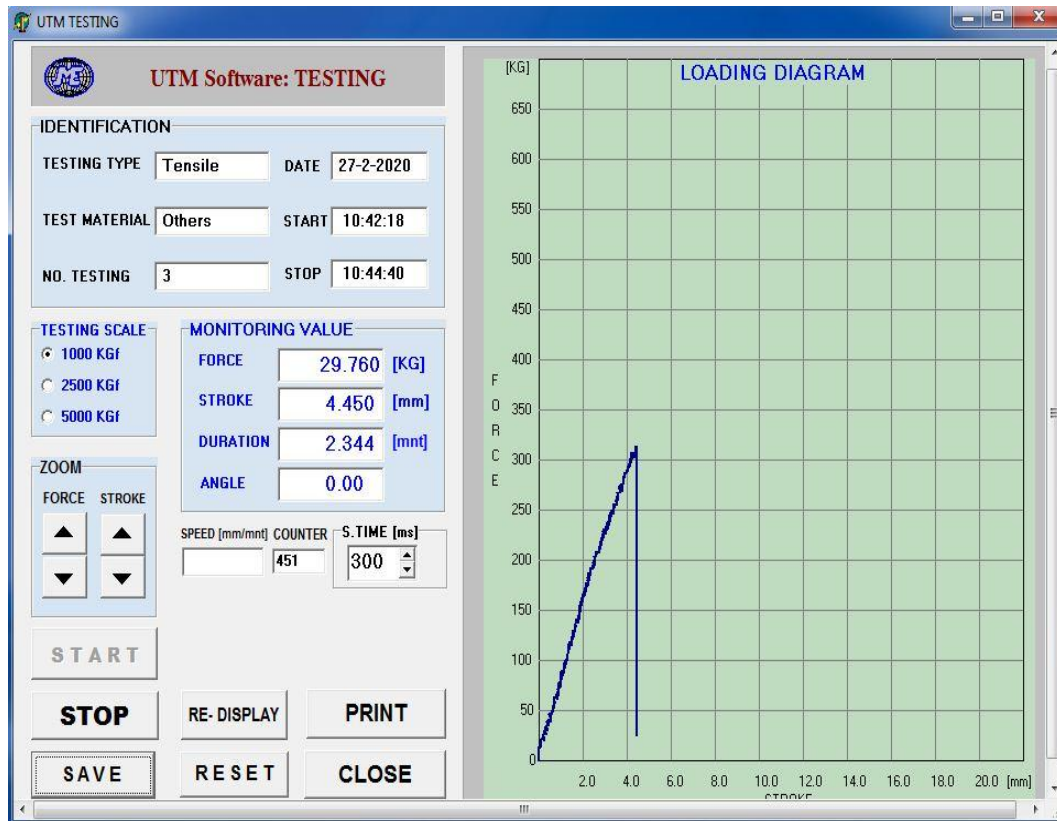 UTM TESTING
UTM Software: TESTING
IDENTIFICATION
TESTING TYPE Tensile DATE 27-2-2020
TEST MATERIAL Others START 10:42:18
NO. TESTING 3 STOP 10:44:40
TESTING SCALE
1000 KGf
2500 KGf
5000 KGf
MONITORING VALUE
FORCE 29.760 [KG]
STROKE 4.450 [mm]
DURATION 2.344 [mnt]
ANGLE 0.00
ZOOM
FORCE STROKE
SPEED [mm/mnt] COUNTER S.TIME [ms]
451 300
START
STOP RE- DISPLAY PRINT
SAVE RESET CLOSE
[KG] LOADING DIAGRAM
650
600
550
500
450
400
350
300
250
200
150
100
50
0
FORCE
2.0 4.0 6.0 8.0 10.0 12.0 14.0 16.0 18.0 20.0 [mm]
STROKE